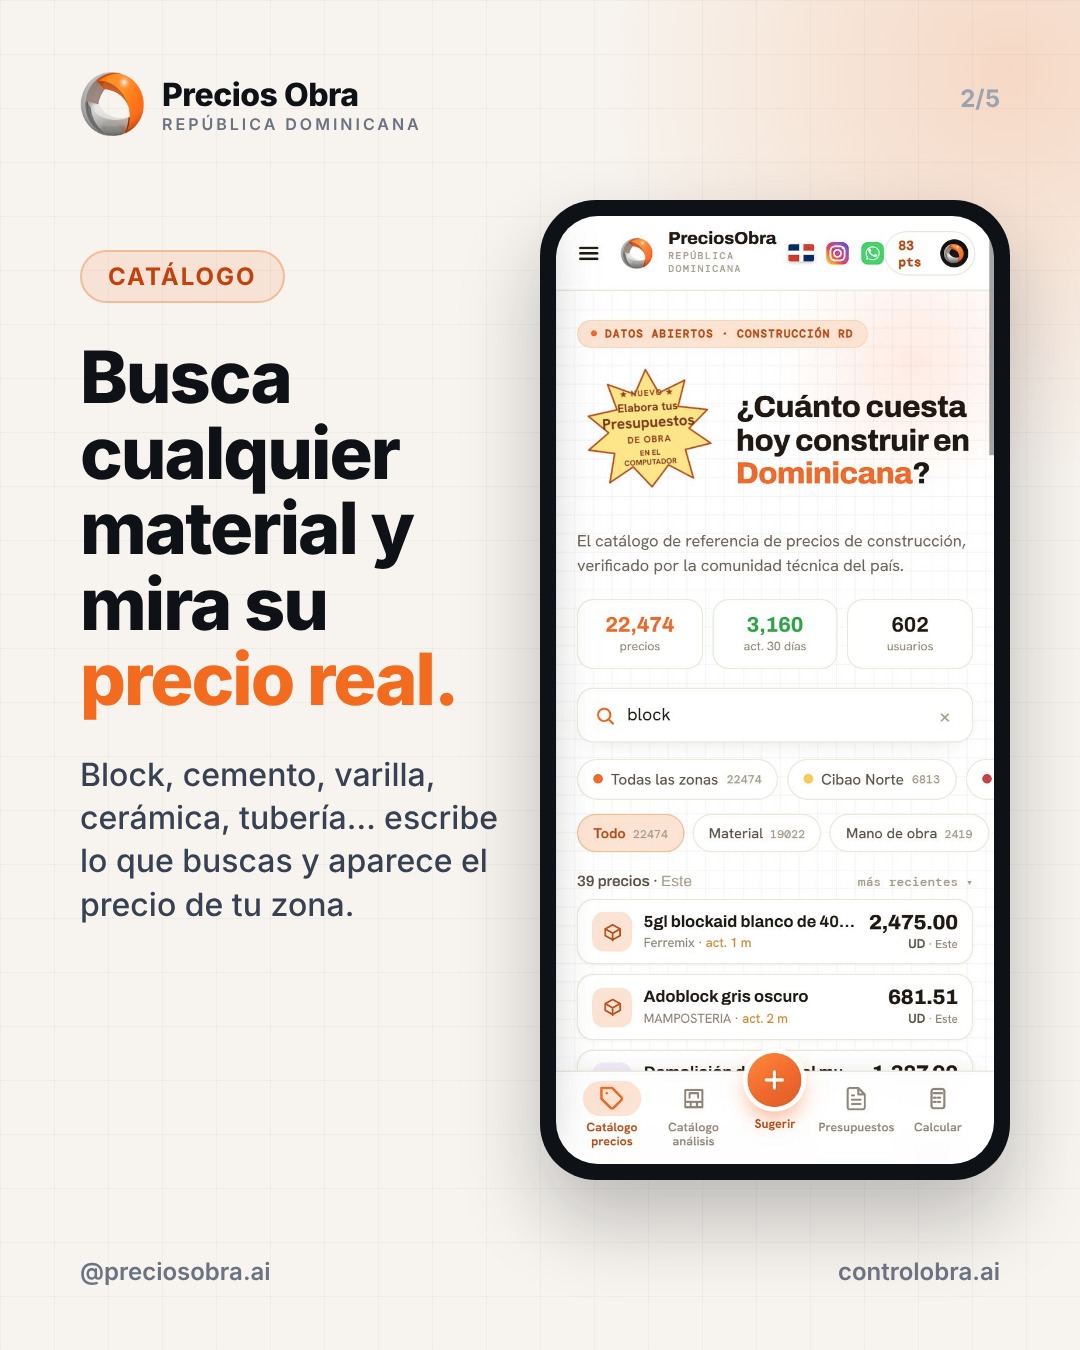 Precios Obra
REPÚBLICA DOMINICANA
2/5
CATÁLOGO
Busca
cualquier
material y
mira su
precio real.
Block, cemento, varilla,
cerámica, tubería... escribe
lo que buscas y aparece el
precio de tu zona.
PreciosObra
REPÚBLICA
DOMINICANA
83
pts
DATOS ABIERTOS · CONSTRUCCIÓN RD
★ NUEVO ★
Elabora tus
Presupuestos
DE OBRA
EN EL
COMPUTADOR
¿Cuánto cuesta
hoy construir en
Dominicana?
El catálogo de referencia de precios de construcción,
verificado por la comunidad técnica del país.
22,474
precios
3,160
act. 30 días
602
usuarios
block ×
Todas las zonas 22474 Cibao Norte 6813
Todo 22474 Material 19022 Mano de obra 2419
39 precios · Este más recientes ▾
5gl blockaid blanco de 40... 2,475.00
Ferremix · act. 1 m UD · Este
Adoblock gris oscuro 681.51
MAMPOSTERIA · act. 2 m UD · Este
Catálogo
precios
Catálogo
análisis
Sugerir
Presupuestos
Calcular
@preciosobra.ai
controlobra.ai